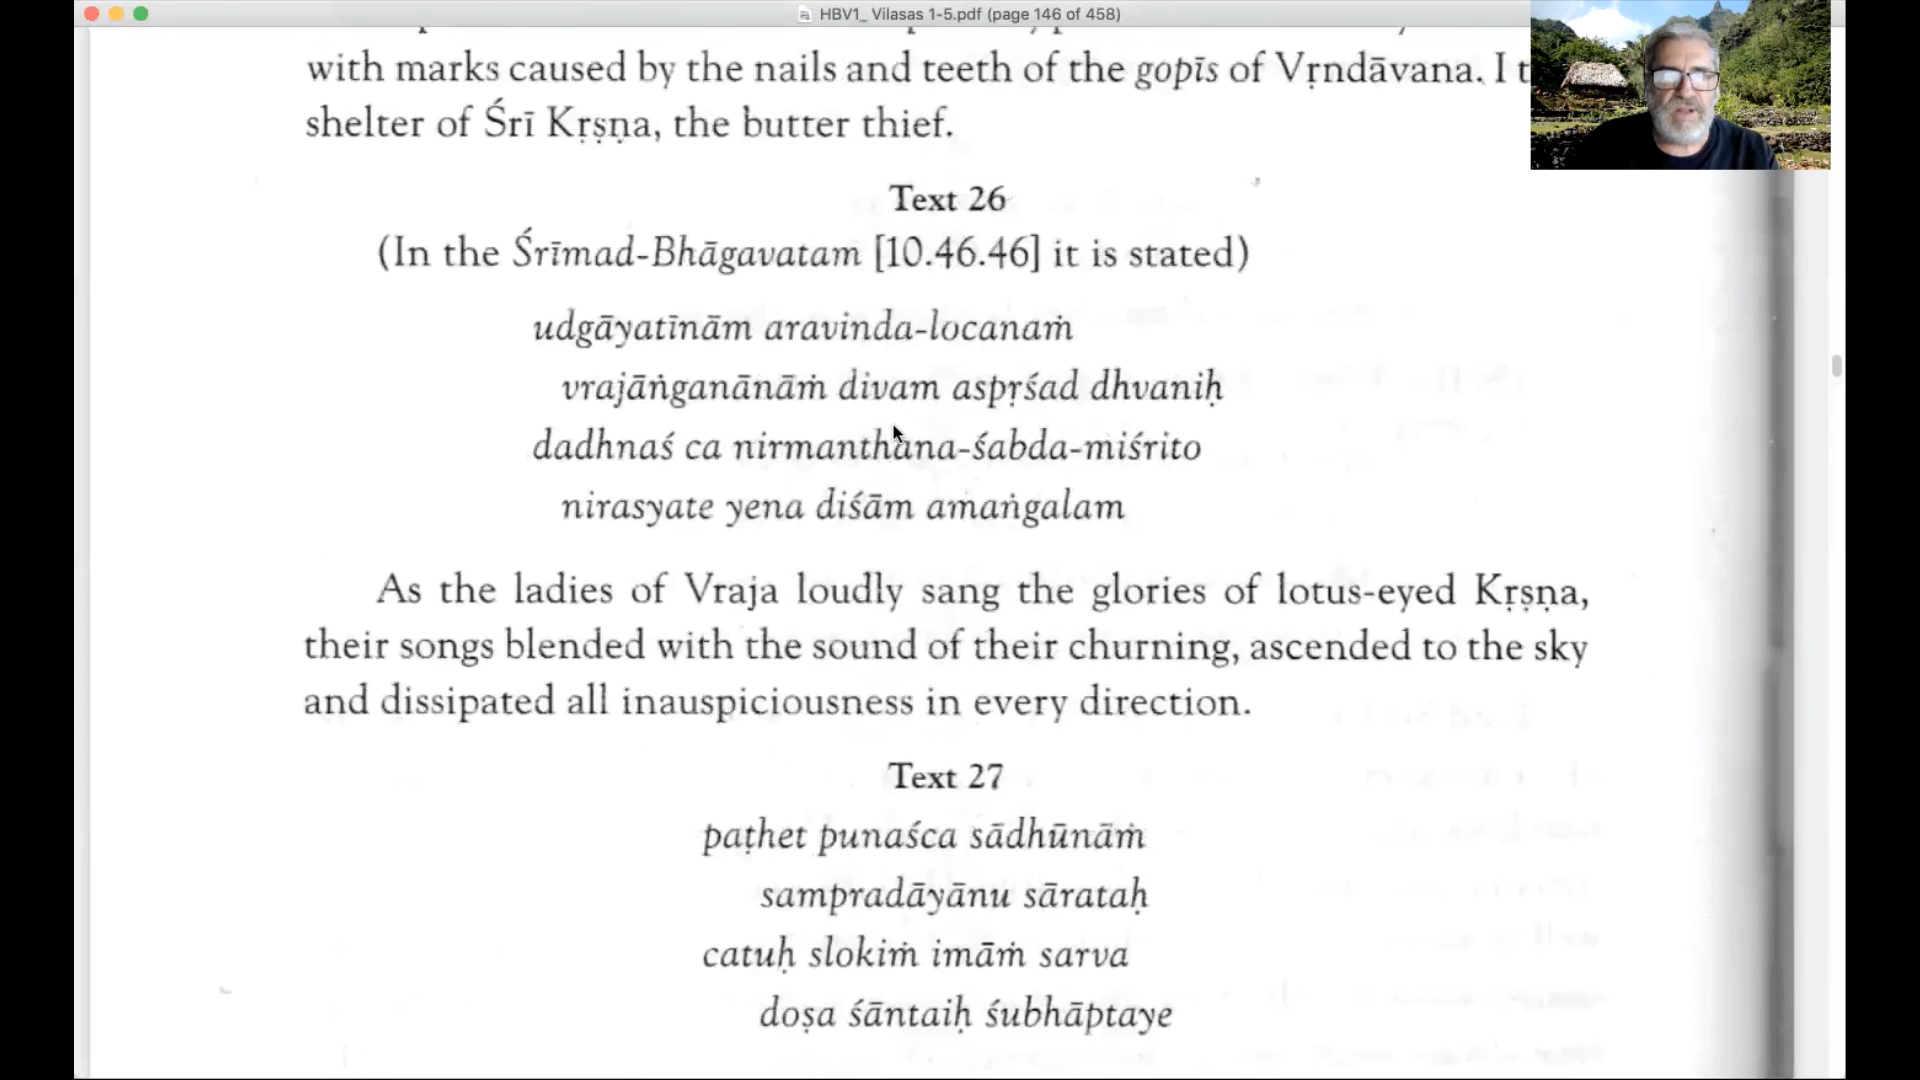 HBV1_ Vilasas 1-5.pdf (page 146 of 458)
with marks caused by the nails and teeth of the gopīs of Vṛndāvana. I
shelter of Śrī Kṛṣṇa, the butter thief.
Text 26
(In the Śrīmad-Bhāgavatam [10.46.46] it is stated)
udgāyatīnām aravinda-locanaṁ
vrajāṅganānāṁ divam aspṛśad dhvaniḥ
dadhnaś ca nirmanthana-śabda-miśrito
nirasyate yena diśām amaṅgalam
As the ladies of Vraja loudly sang the glories of lotus-eyed Kṛṣṇa,
their songs blended with the sound of their churning, ascended to the sky
and dissipated all inauspiciousness in every direction.
Text 27
paṭhet punaśca sādhūnāṁ
sampradāyānu sārataḥ
catuḥ slokiṁ imāṁ sarva
doṣa śāntaiḥ śubhāptaye